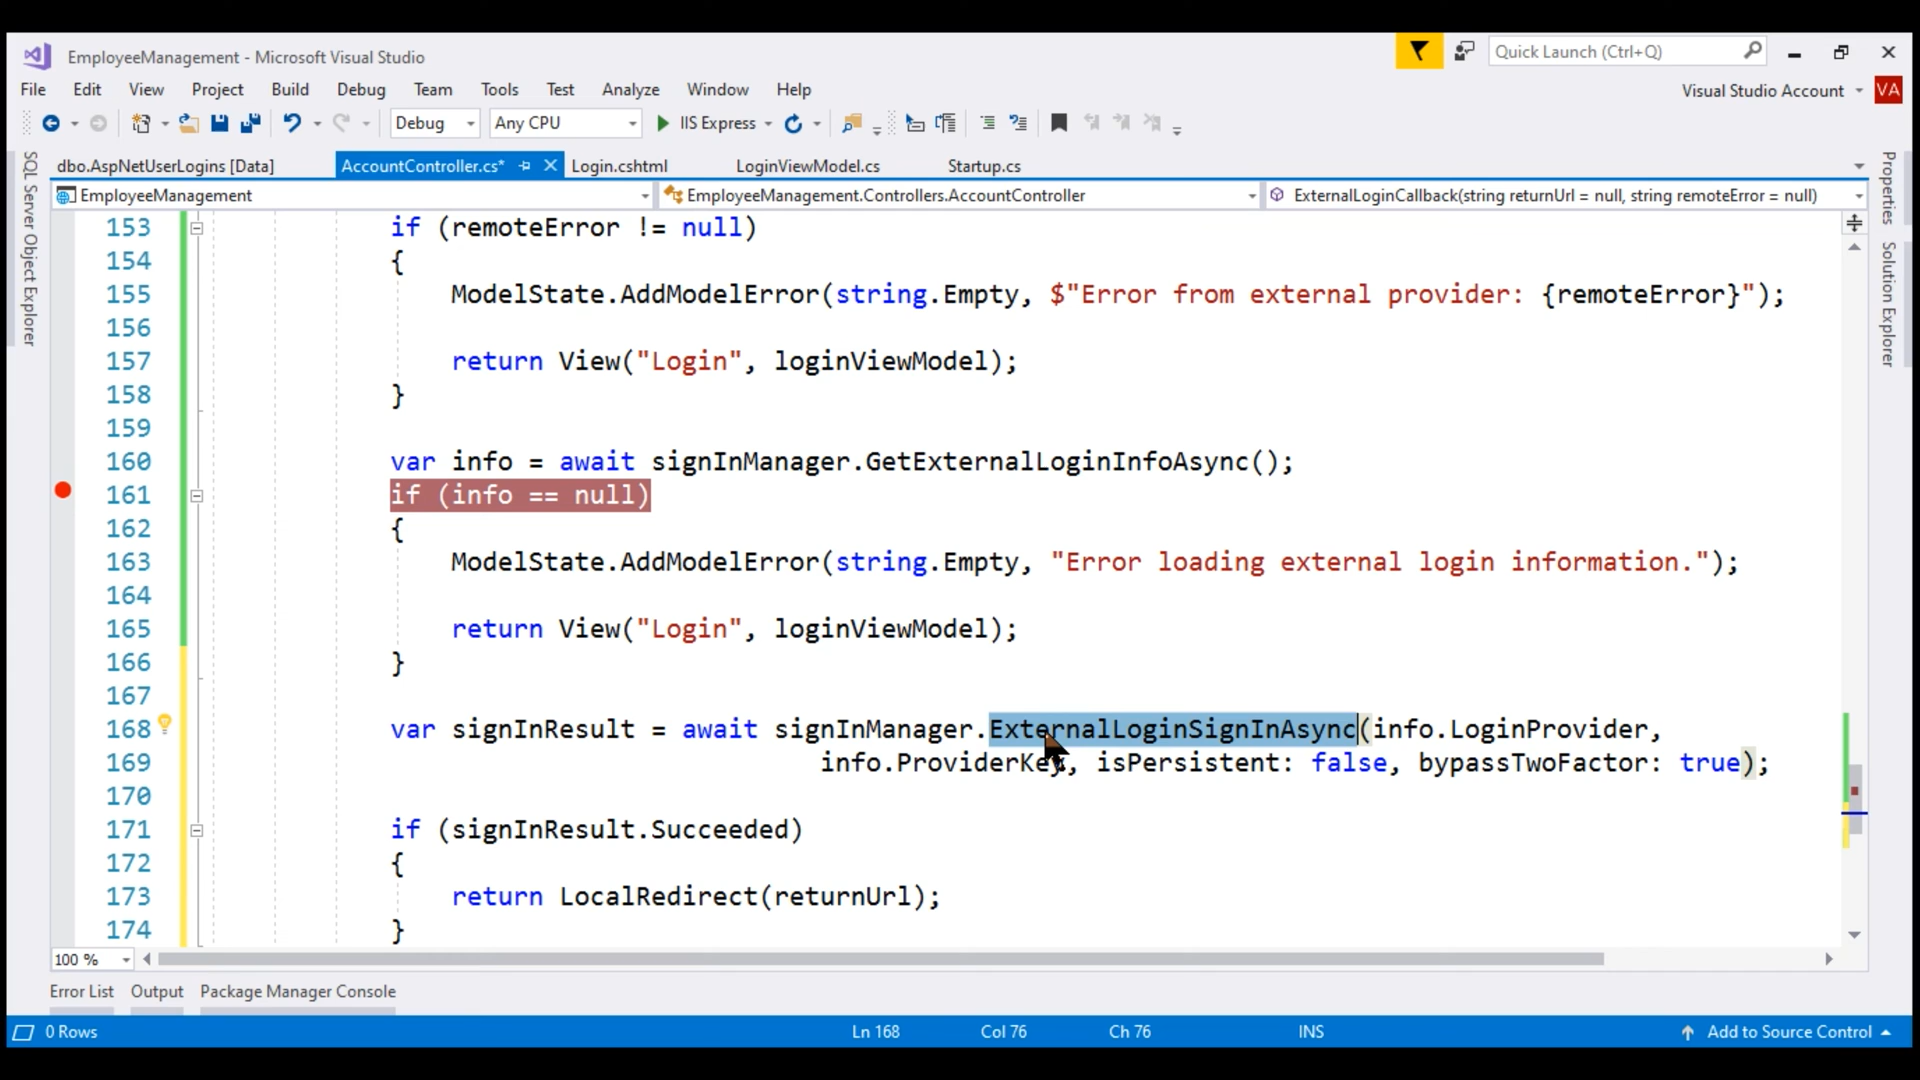 EmployeeManagement - Microsoft Visual Studio
Quick Launch (Ctrl+Q)
File Edit View Project Build Debug Team Tools Test Analyze Window Help
Visual Studio Account VA
Debug Any CPU IIS Express
SQL Server Object Explorer
dbo.AspNetUserLogins [Data] AccountController.cs* Login.cshtml LoginViewModel.cs Startup.cs
EmployeeManagement EmployeeManagement.Controllers.AccountController ExternalLoginCallback(string returnUrl = null, string remoteError = null)
Properties
Solution Explorer
153 if (remoteError != null)
154 {
155 ModelState.AddModelError(string.Empty, $"Error from external provider: {remoteError}");
156
157 return View("Login", loginViewModel);
158 }
159
160 var info = await signInManager.GetExternalLoginInfoAsync();
161 if (info == null)
162 {
163 ModelState.AddModelError(string.Empty, "Error loading external login information.");
164
165 return View("Login", loginViewModel);
166 }
167
168 var signInResult = await signInManager.ExternalLoginSignInAsync(info.LoginProvider,
169 info.ProviderKey, isPersistent: false, bypassTwoFactor: true);
170
171 if (signInResult.Succeeded)
172 {
173 return LocalRedirect(returnUrl);
174 }
100 %
Error List Output Package Manager Console
0 Rows Ln 168 Col 76 Ch 76 INS Add to Source Control